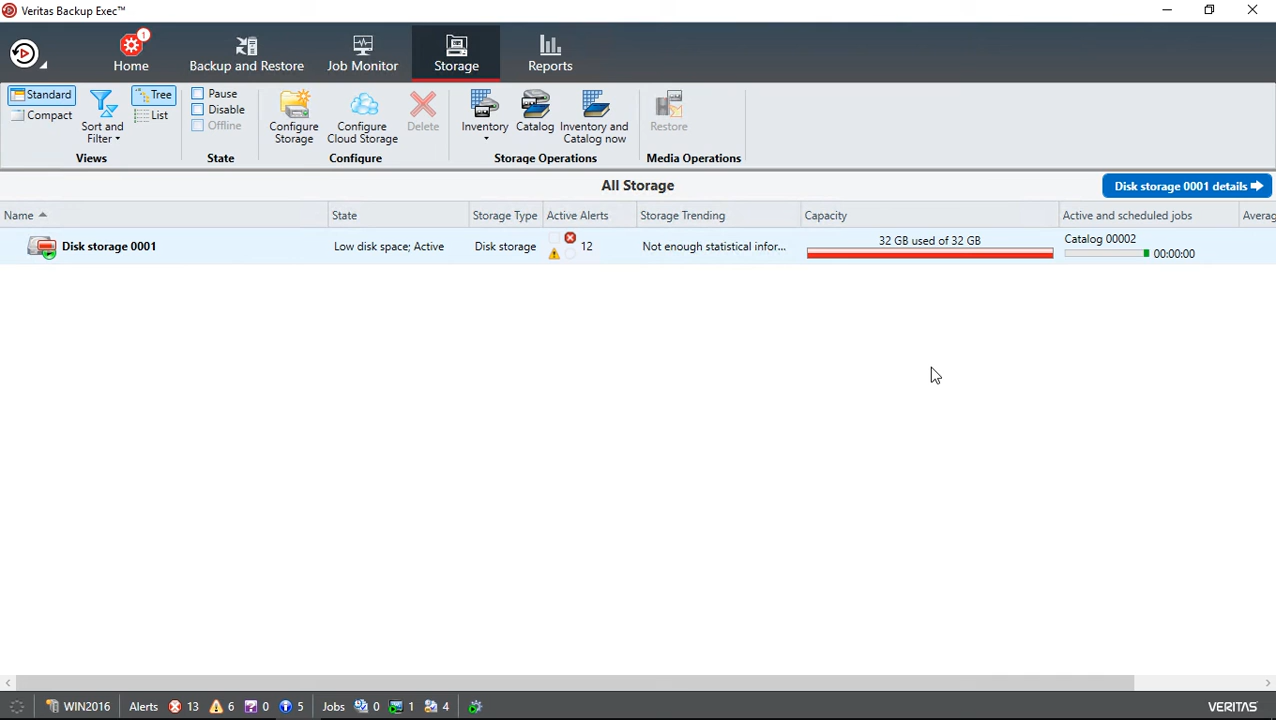 Veritas Backup Exec™
1
Home
Backup and Restore
Job Monitor
Storage
Reports
Standard
Compact
Sort and
Filter
Tree
List
Views
Pause
Disable
Offline
State
Configure
Storage
Configure
Cloud Storage
Delete
Configure
Inventory
Catalog
Inventory and
Catalog now
Storage Operations
Restore
Media Operations
All Storage
Disk storage 0001 details
Name State Storage Type Active Alerts Storage Trending Capacity Active and scheduled jobs Averag
Disk storage 0001 Low disk space; Active Disk storage 12 Not enough statistical infor... 32 GB used of 32 GB Catalog 00002
00:00:00
WIN2016 Alerts 13 6 0 5 Jobs 0 1 4 VERITAS